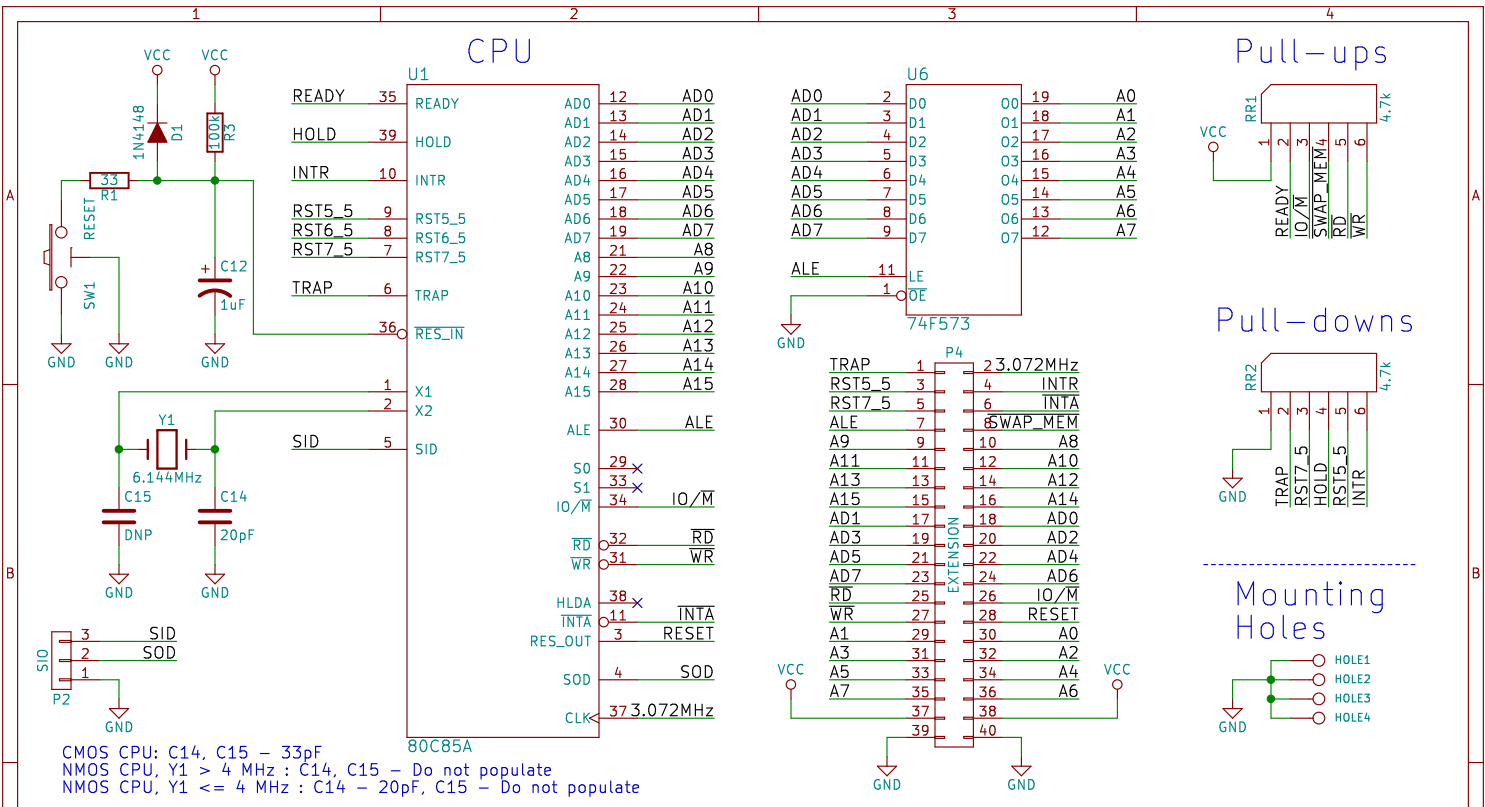 1 2 3 4
CPU
Pull-ups
VCC VCC
1N4148 D1
100k R3
33
R1
RESET
SW1
C12
1uF
GND GND GND
A
B
Y1
6.144MHz
C15
DNP
C14
20pF
GND GND
SIO
3 SID
2 SOD
1
P2
GND
U1
READY 35 READY
HOLD 39 HOLD
INTR 10 INTR
RST5_5 9 RST5_5
RST6_5 8 RST6_5
RST7_5 7 RST7_5
TRAP 6 TRAP
36 RES_IN
1 X1
2 X2
SID 5 SID
AD0 12 AD0
AD1 13 AD1
AD2 14 AD2
AD3 15 AD3
AD4 16 AD4
AD5 17 AD5
AD6 18 AD6
AD7 19 AD7
A8 21 A8
A9 22 A9
A10 23 A10
A11 24 A11
A12 25 A12
A13 26 A13
A14 27 A14
A15 28 A15
ALE 30 ALE
S0 29
S1 33
IO/M 34 IO/M
RD 32 RD
WR 31 WR
HLDA 38
INTA 11 INTA
RES_OUT 3 RESET
SOD 4 SOD
CLK 37 3.072MHz
80C85A
U6
AD0 2 D0 O0 19 A0
AD1 3 D1 O1 18 A1
AD2 4 D2 O2 17 A2
AD3 5 D3 O3 16 A3
AD4 6 D4 O4 15 A4
AD5 7 D5 O5 14 A5
AD6 8 D6 O6 13 A6
AD7 9 D7 O7 12 A7
ALE 11 LE
1 OE
74F573
GND
P4
TRAP 1 2 3.072MHz
RST5_5 3 4 INTR
RST7_5 5 6 INTA
ALE 7 8 SWAP_MEM
A9 9 10 A8
A11 11 12 A10
A13 13 14 A12
A15 15 16 A14
AD1 17 18 AD0
AD3 19 20 AD2
AD5 21 22 AD4
AD7 23 24 AD6
RD 25 26 IO/M
WR 27 28 RESET
A1 29 30 A0
A3 31 32 A2
A5 33 34 A4
A7 35 36 A6
37 38
39 40
EXTENSION
VCC VCC
GND GND
RR1
4.7k
VCC
1 2 3 4 5 6
READY
IO/M
SWAP_MEM
RD
WR
Pull-downs
RR2
4.7k
1 2 3 4 5 6
GND
TRAP
RST7_5
HOLD
RST5_5
INTR
A
B
Mounting
Holes
HOLE1
HOLE2
HOLE3
HOLE4
GND
CMOS CPU: C14, C15 - 33pF
NMOS CPU, Y1 > 4 MHz : C14, C15 - Do not populate
NMOS CPU, Y1 <= 4 MHz : C14 - 20pF, C15 - Do not populate